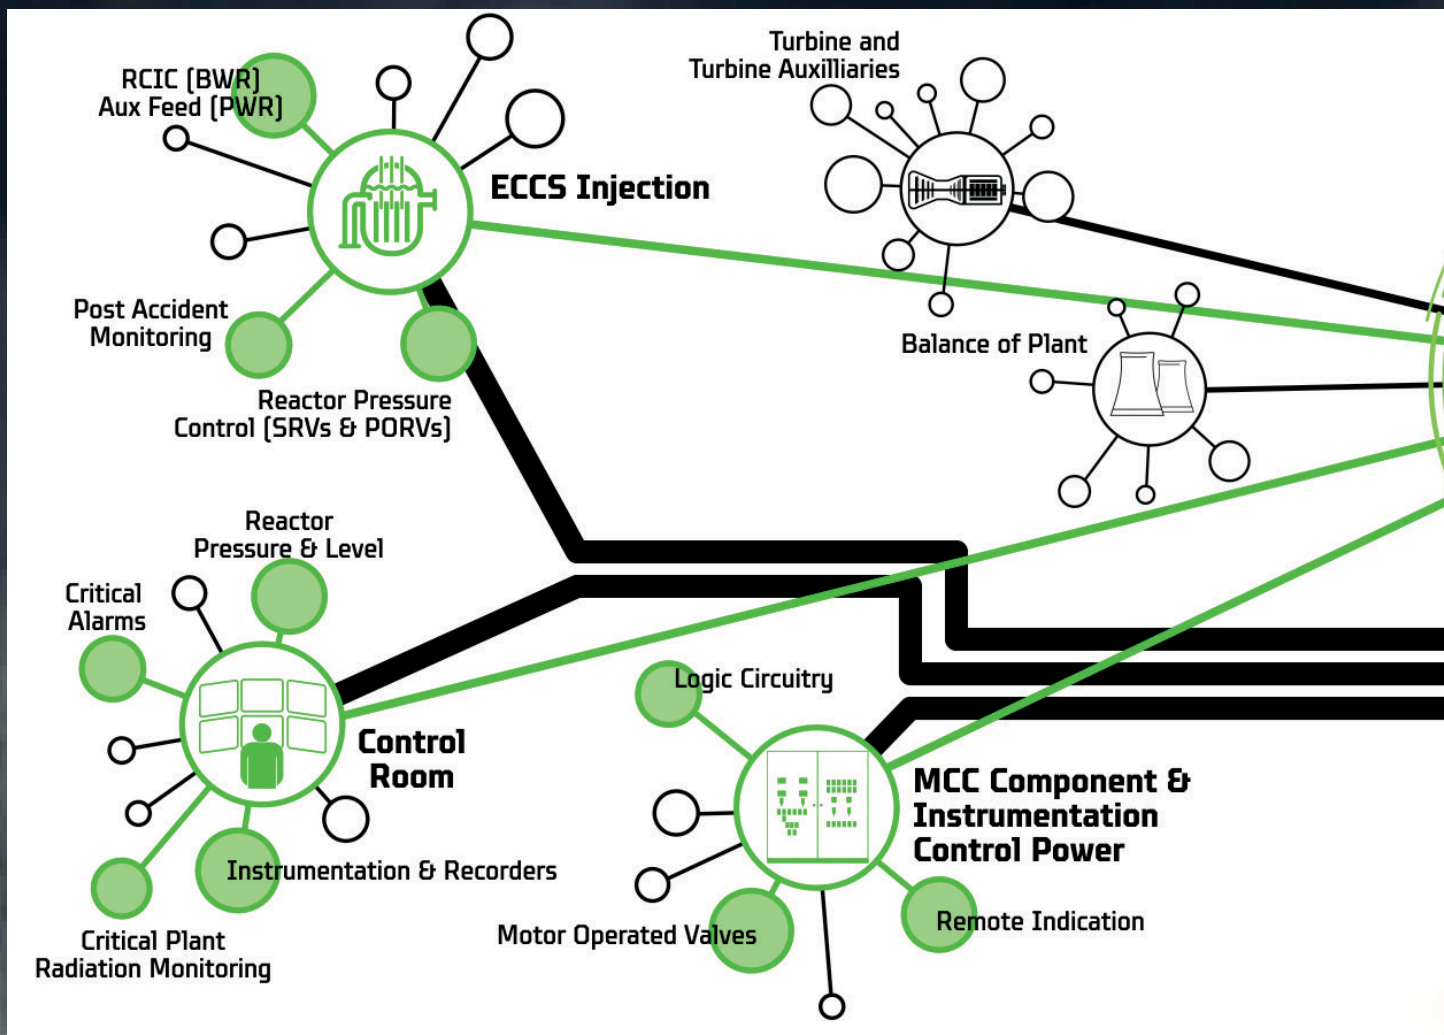 RCIC (BWR)
Aux Feed (PWR)
ECCS Injection
Post Accident
Monitoring
Reactor Pressure
Control (SRVs & PORVs)
Turbine and
Turbine Auxilliaries
Balance of Plant
Reactor
Pressure & Level
Critical
Alarms
Control
Room
Instrumentation & Recorders
Critical Plant
Radiation Monitoring
Logic Circuitry
MCC Component &
Instrumentation
Control Power
Motor Operated Valves
Remote Indication